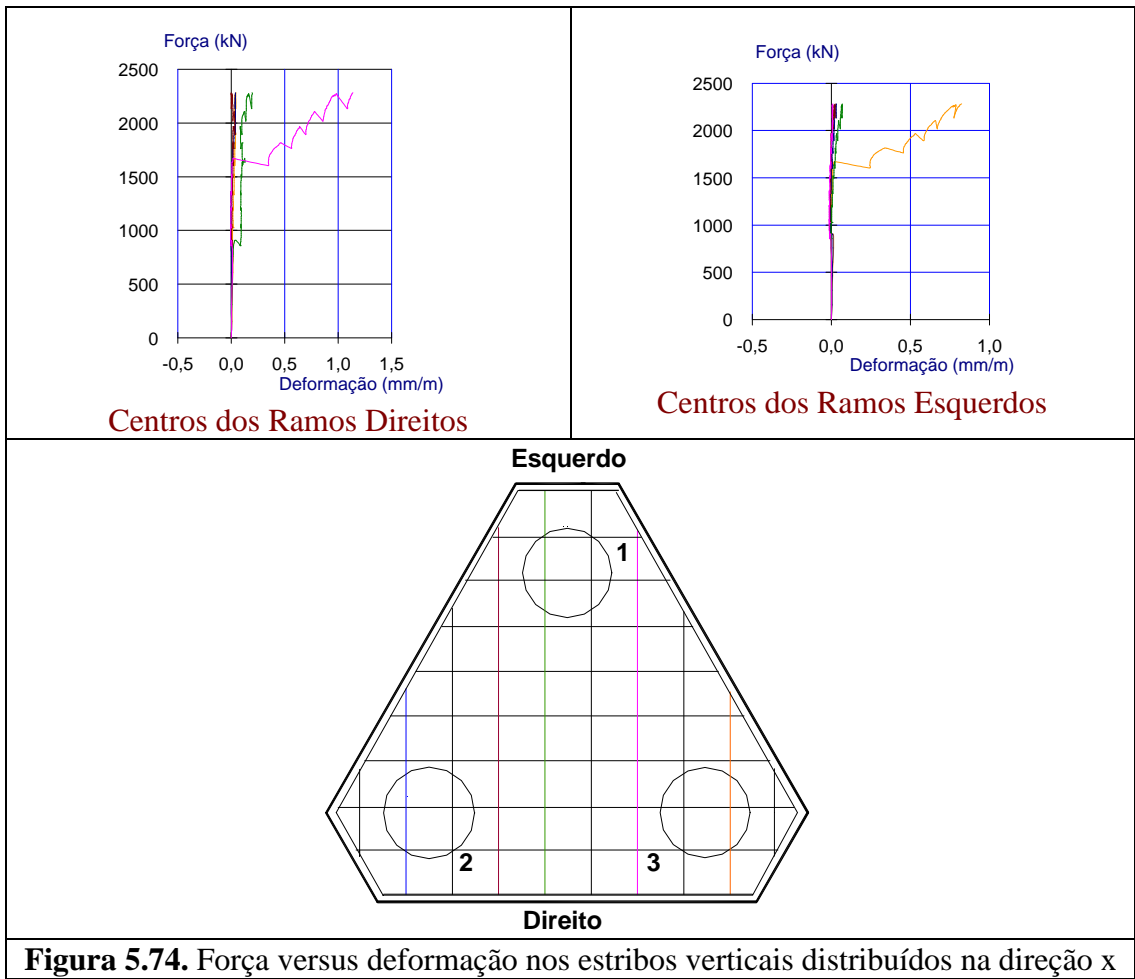 Força (kN)
2500
2000
1500
1000
500
0
-0,5 0,0 0,5 1,0 1,5
Deformação (mm/m)
Centros dos Ramos Direitos
Força (kN)
2500
2000
1500
1000
500
0
-0,5 0,0 0,5 1,0
Deformação (mm/m)
Centros dos Ramos Esquerdos
Esquerdo
1
2 3
Direito
Figura 5.74. Força versus deformação nos estribos verticais distribuídos na direção x